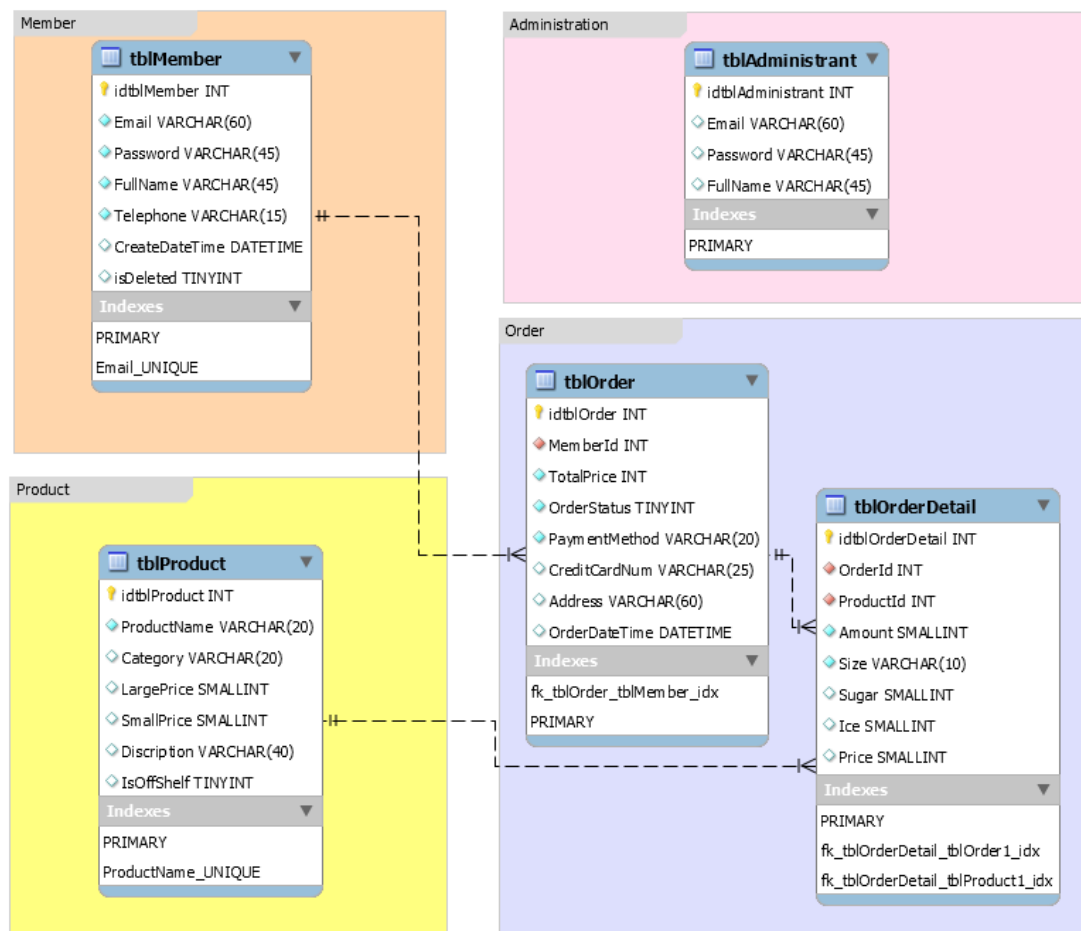 Member
tblMember
idtblMember INT
Email VARCHAR(60)
Password VARCHAR(45)
FullName VARCHAR(45)
Telephone VARCHAR(15)
CreateDateTime DATETIME
isDeleted TINYINT
Indexes
PRIMARY
Email_UNIQUE
Administration
tblAdministrant
idtblAdministrant INT
Email VARCHAR(60)
Password VARCHAR(45)
FullName VARCHAR(45)
Indexes
PRIMARY
Product
tblProduct
idtblProduct INT
ProductName VARCHAR(20)
Category VARCHAR(20)
LargePrice SMALLINT
SmallPrice SMALLINT
Discription VARCHAR(40)
IsOffShelf TINYINT
Indexes
PRIMARY
ProductName_UNIQUE
Order
tblOrder
idtblOrder INT
MemberId INT
TotalPrice INT
OrderStatus TINYINT
PaymentMethod VARCHAR(20)
CreditCardNum VARCHAR(25)
Address VARCHAR(60)
OrderDateTime DATETIME
Indexes
fk_tblOrder_tblMember_idx
PRIMARY
tblOrderDetail
idtblOrderDetail INT
OrderId INT
ProductId INT
Amount SMALLINT
Size VARCHAR(10)
Sugar SMALLINT
Ice SMALLINT
Price SMALLINT
Indexes
PRIMARY
fk_tblOrderDetail_tblOrder1_idx
fk_tblOrderDetail_tblProduct1_idx